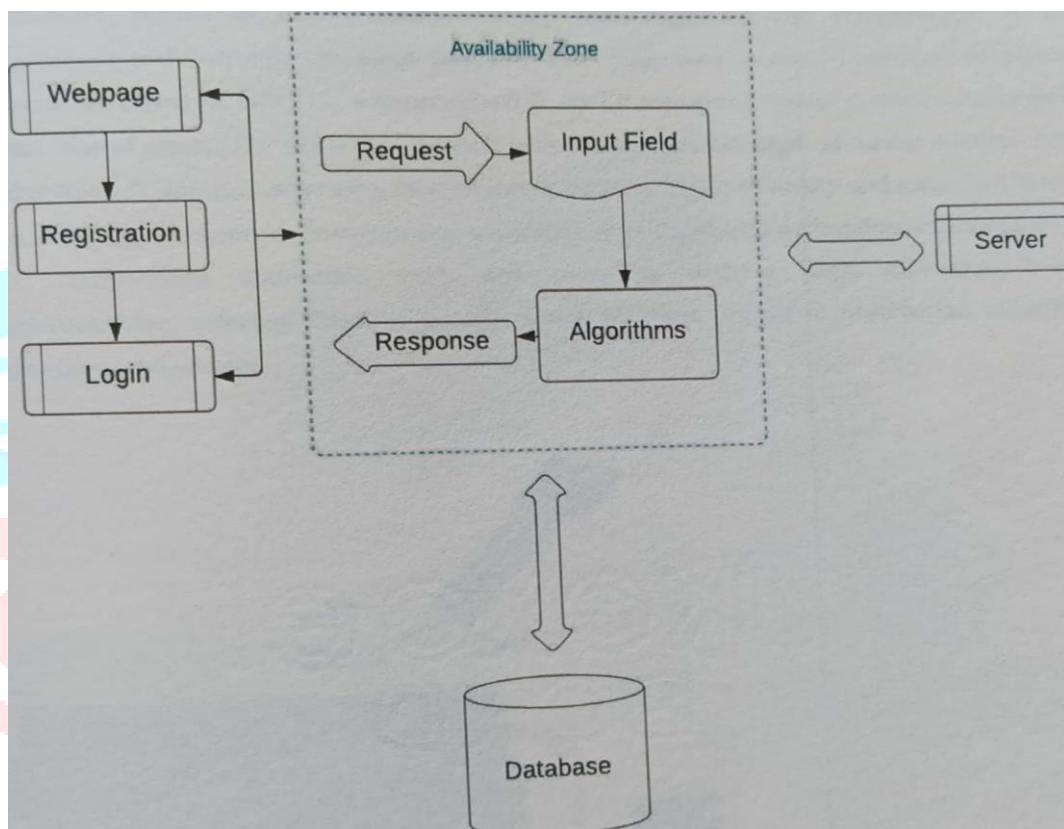 Availability Zone
Webpage
Request
Input Field
Registration
Server
Response
Algorithms
Login
Database